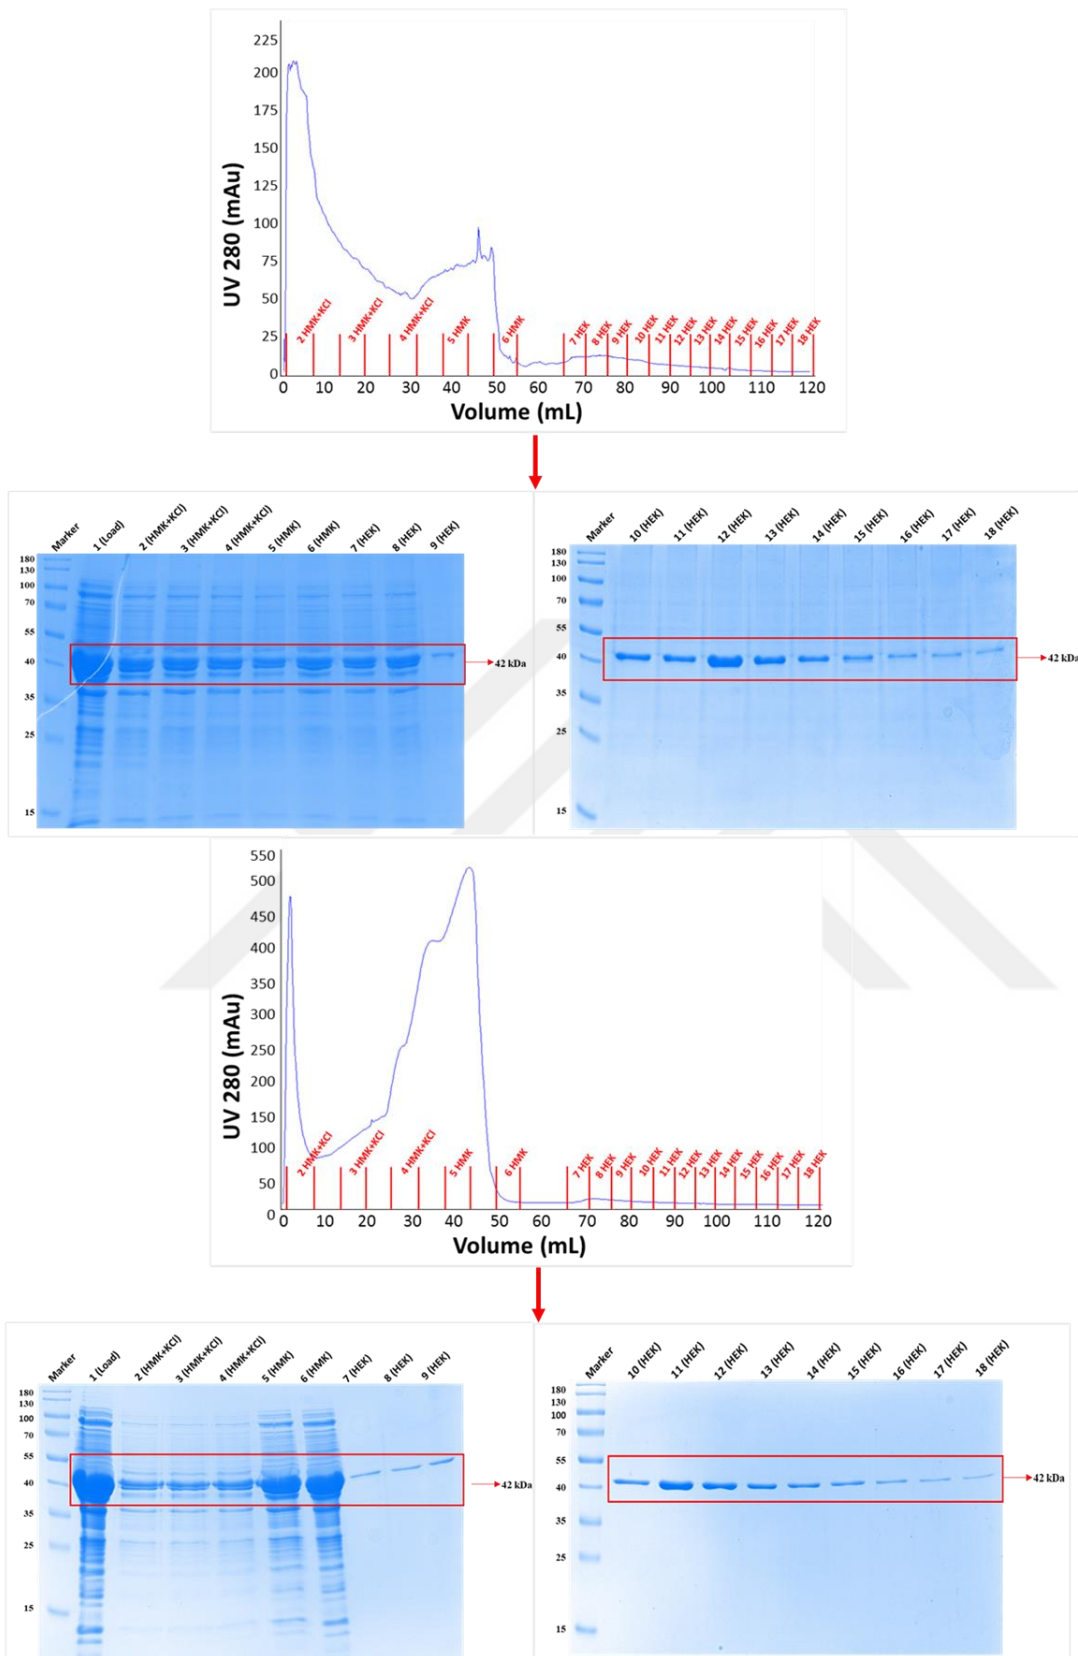 225
200
175
150
125
100
75
50
25
0
UV 280 (mAu)
2 HMK+KCl
3 HMK+KCl
4 HMK+KCl
5 HMK
6 HMK
7 HEK
8 HEK
9 HEK
10 HEK
11 HEK
12 HEK
13 HEK
14 HEK
15 HEK
16 HEK
17 HEK
18 HEK
0 10 20 30 40 50 60 70 80 90 100 110 120
Volume (mL)
Marker
1 (Load)
2 (HMK+KCl)
3 (HMK+KCl)
4 (HMK+KCl)
5 (HMK)
6 (HMK)
7 (HEK)
8 (HEK)
9 (HEK)
180
130
100
70
55
40
35
25
15
42 kDa
Marker
10 (HEK)
11 (HEK)
12 (HEK)
13 (HEK)
14 (HEK)
15 (HEK)
16 (HEK)
17 (HEK)
18 (HEK)
180
130
100
70
55
40
35
25
15
42 kDa
550
500
450
400
350
300
250
200
150
100
50
0
UV 280 (mAu)
2 HMK+KCl
3 HMK+KCl
4 HMK+KCl
5 HMK
6 HMK
7 HEK
8 HEK
9 HEK
10 HEK
11 HEK
12 HEK
13 HEK
14 HEK
15 HEK
16 HEK
17 HEK
18 HEK
0 10 20 30 40 50 60 70 80 90 100 110 120
Volume (mL)
Marker
1 (Load)
2 (HMK+KCl)
3 (HMK+KCl)
4 (HMK+KCl)
5 (HMK)
6 (HMK)
7 (HEK)
8 (HEK)
9 (HEK)
180
130
100
70
55
40
35
25
15
42 kDa
Marker
10 (HEK)
11 (HEK)
12 (HEK)
13 (HEK)
14 (HEK)
15 (HEK)
16 (HEK)
17 (HEK)
18 (HEK)
180
130
100
70
55
40
35
25
15
42 kDa